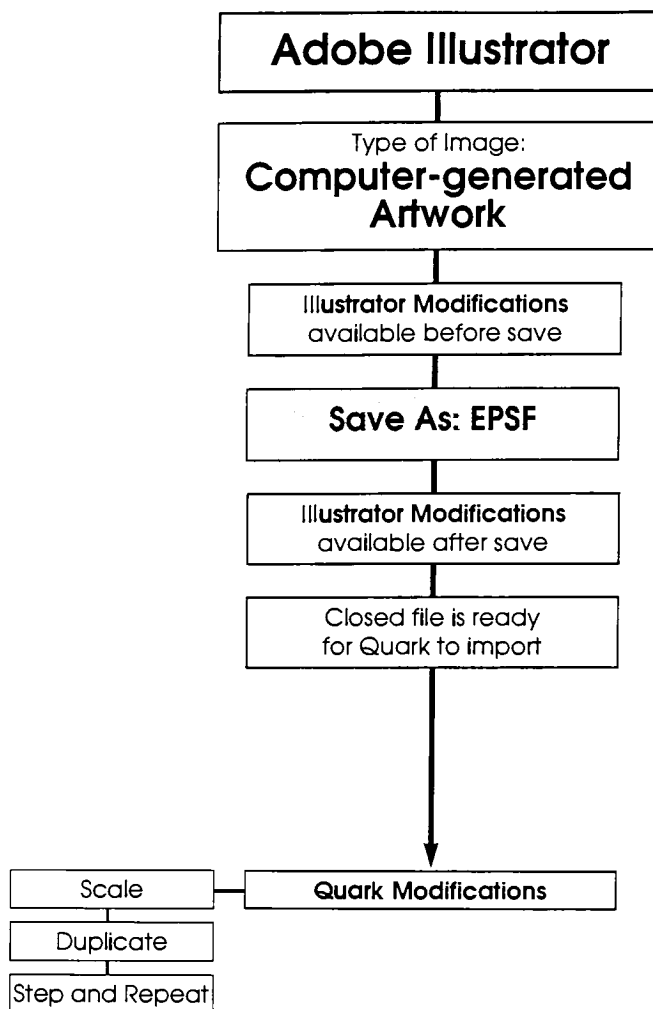 Adobe Illustrator
Type of Image:
Computer-generated
Artwork
Illustrator Modifications
available before save
Save As: EPSF
Illustrator Modifications
available after save
Closed file is ready
for Quark to import
Scale
Quark Modifications
Duplicate
Step and Repeat